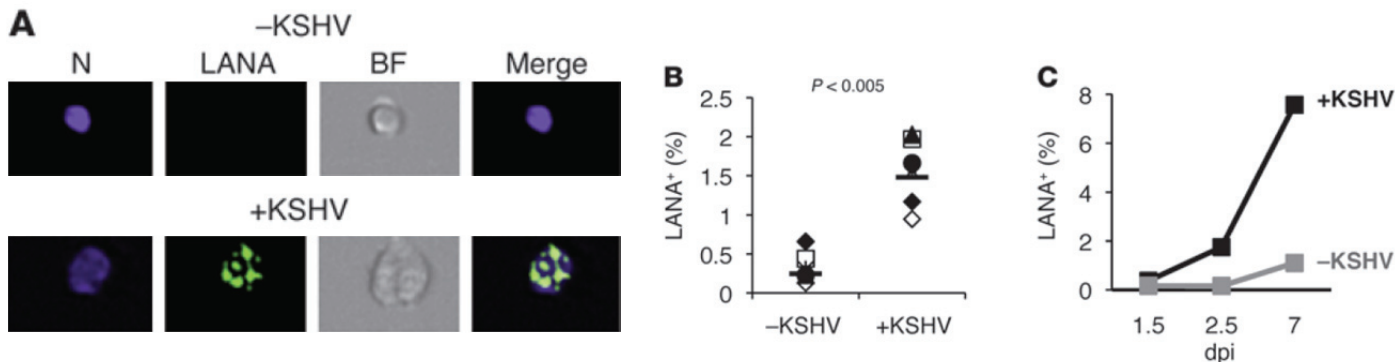 A
–KSHV
N LANA BF Merge
+KSHV
B
P < 0.005
LANA⁺ (%)
2.5
2
1.5
1
0.5
0
–KSHV +KSHV
C
LANA⁺ (%)
8
6
4
2
0
+KSHV
–KSHV
1.5 2.5 7
dpi